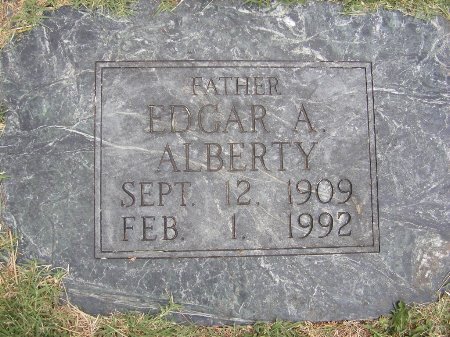 FATHER
EDGAR A.
ALBERTY
SEPT. 12. 1909
FEB. 1. 1992